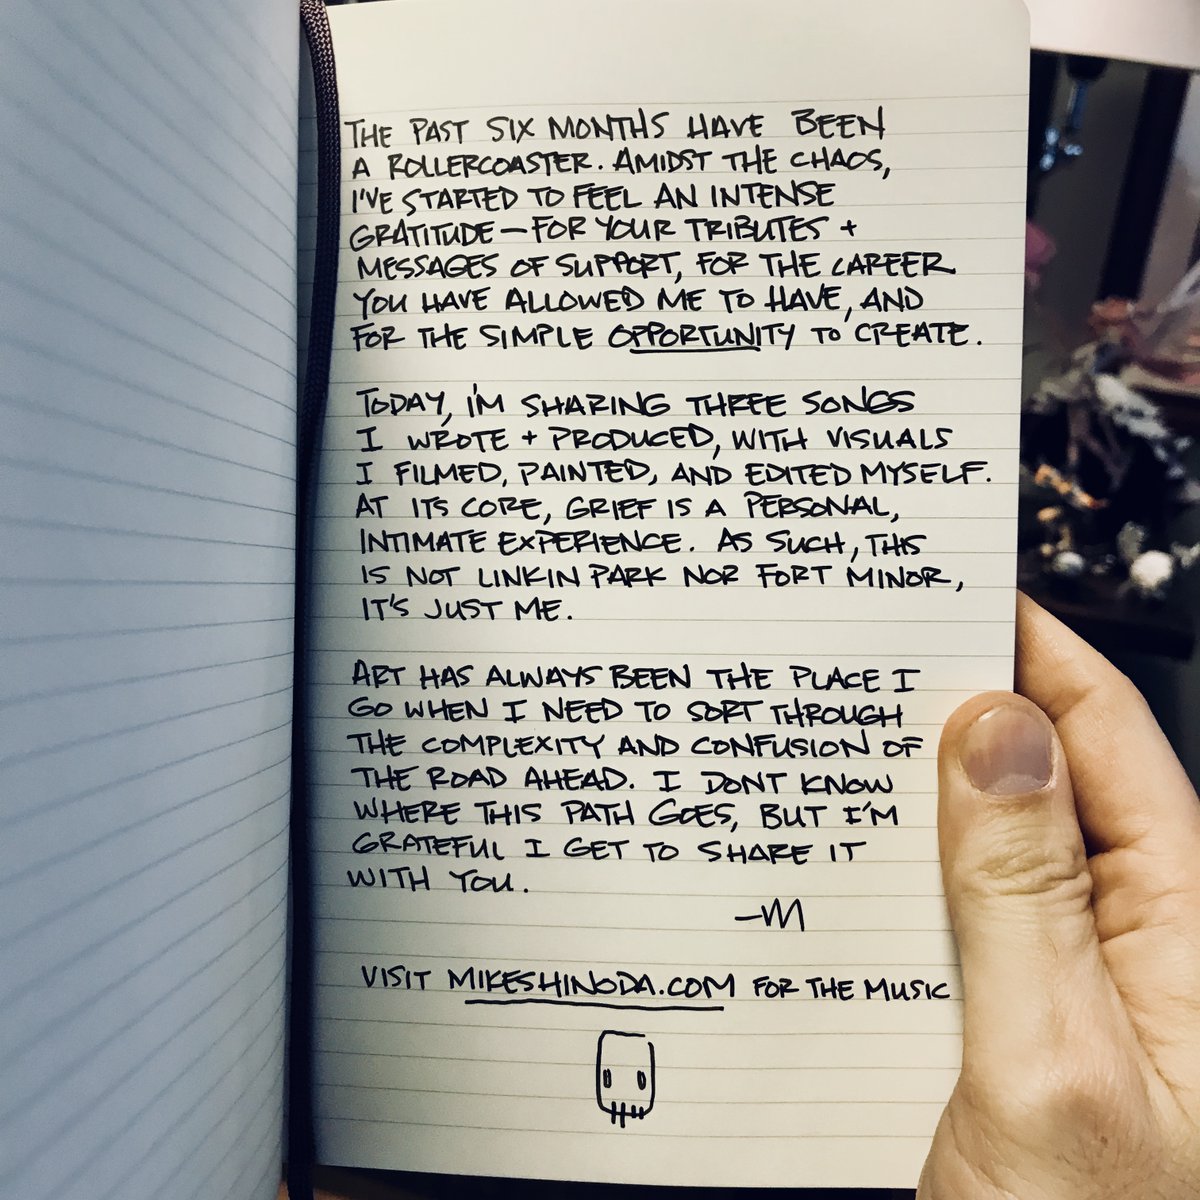 THE PAST SIX MONTHS HAVE BEEN
A ROLLERCOASTER. AMIDST THE CHAOS,
I'VE STARTED TO FEEL AN INTENSE
GRATITUDE—FOR YOUR TRIBUTES +
MESSAGES OF SUPPORT, FOR THE CAREER
YOU HAVE ALLOWED ME TO HAVE, AND
FOR THE SIMPLE OPPORTUNITY TO CREATE.
TODAY, I'M SHARING THREE SONGS
I WROTE + PRODUCED, WITH VISUALS
I FILMED, PAINTED, AND EDITED MYSELF.
AT ITS CORE, GRIEF IS A PERSONAL,
INTIMATE EXPERIENCE. AS SUCH, THIS
IS NOT LINKIN PARK NOR FORT MINOR,
IT'S JUST ME.
ART HAS ALWAYS BEEN THE PLACE I
GO WHEN I NEED TO SORT THROUGH
THE COMPLEXITY AND CONFUSION OF
THE ROAD AHEAD. I DONT KNOW
WHERE THIS PATH GOES, BUT I'M
GRATEFUL I GET TO SHARE IT
WITH YOU.
—M
VISIT MIKESHINODA.COM FOR THE MUSIC